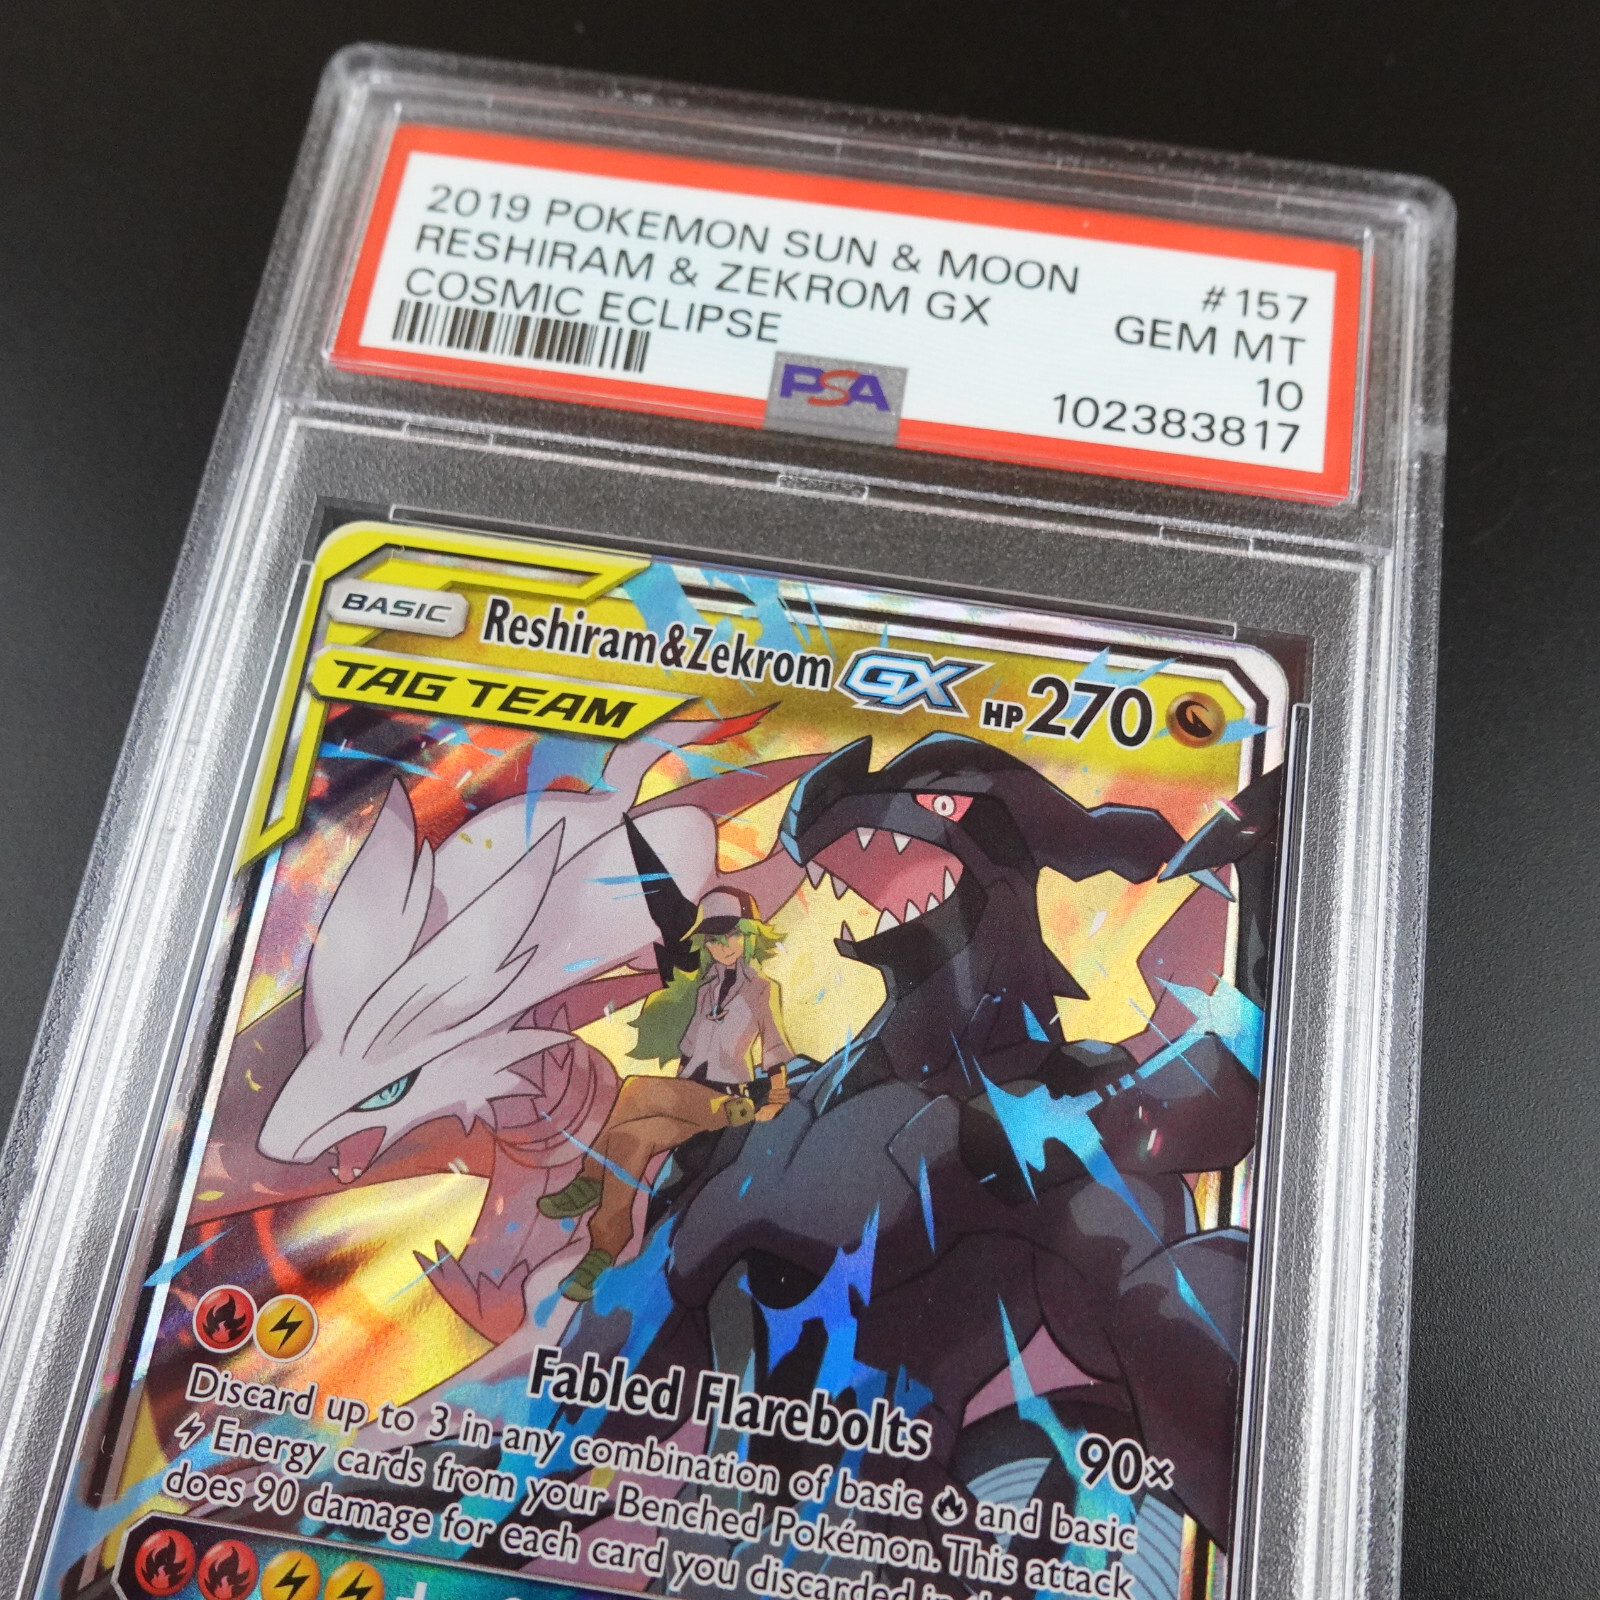 2019 POKEMON SUN & MOON #157
RESHIRAM & ZEKROM GX GEM MT
COSMIC ECLIPSE 10
PSA 102383817
BASIC Reshiram&Zekrom GX HP 270
TAG TEAM
Fabled Flarebolts 90×
Discard up to 3 in any combination of basic and basic
Energy cards from your Benched Pokémon. This attack
does 90 damage for each card you discarded in